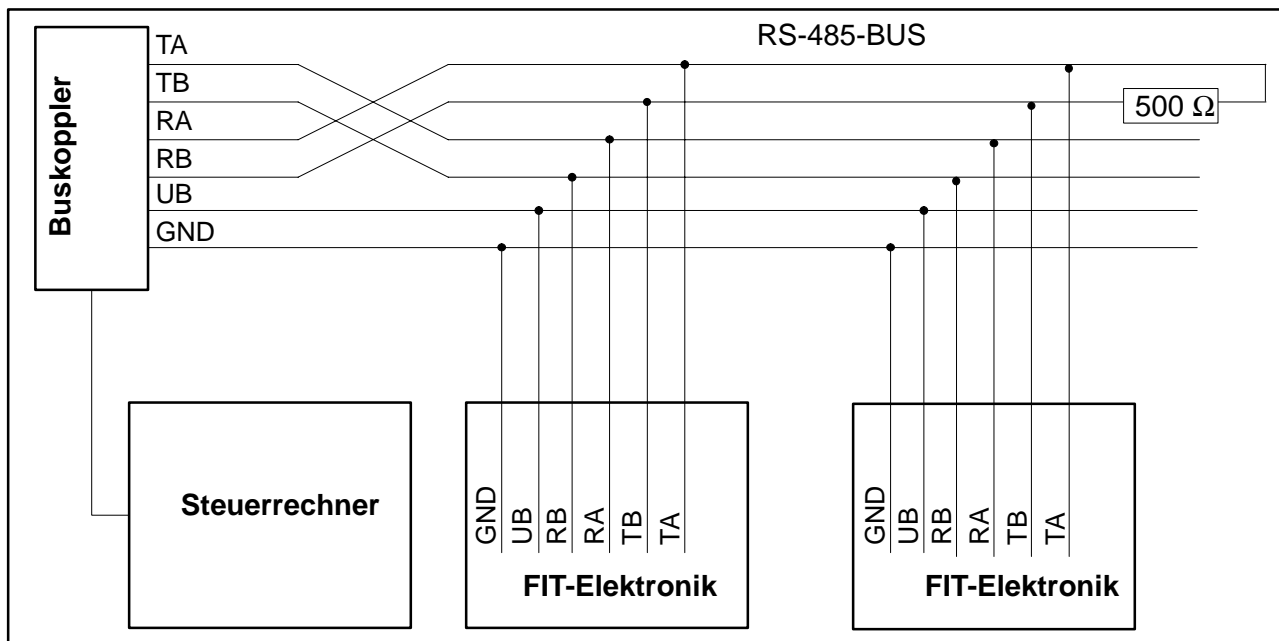 RS-485-BUS
Buskoppler
TA
TB
RA
RB
UB
GND
500 Ω
Steuerrechner
GND
UB
RB
RA
TB
TA
FIT-Elektronik
GND
UB
RB
RA
TB
TA
FIT-Elektronik